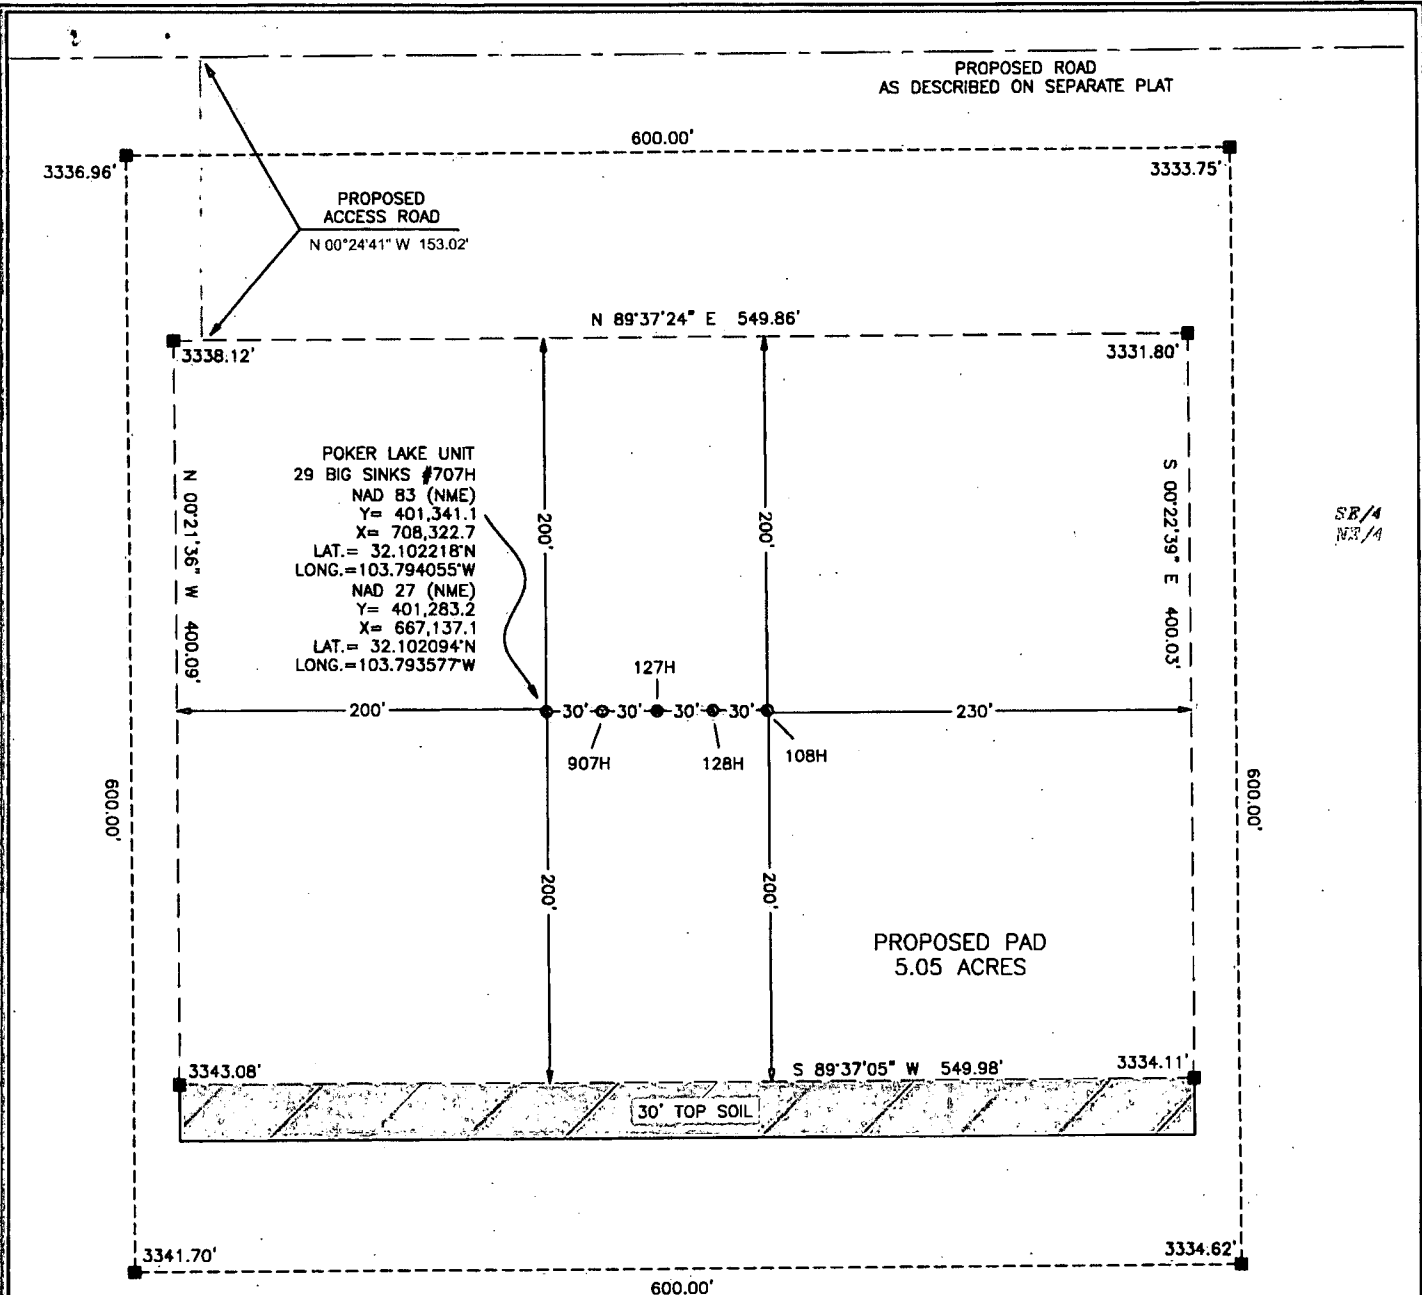 PROPOSED ROAD
AS DESCRIBED ON SEPARATE PLAT
600.00'
3336.96'
3333.75'
PROPOSED
ACCESS ROAD
N 00°24'41" W 153.02'
N 89°37'24" E 549.86'
3338.12'
3331.80'
POKER LAKE UNIT
29 BIG SINKS #707H
NAD 83 (NME)
Y= 401,341.1
X= 708,322.7
LAT.= 32.102218°N
LONG.=103.794055°W
NAD 27 (NME)
Y= 401,283.2
X= 667,137.1
LAT.= 32.102094°N
LONG.=103.793577°W
N 00°21'36" W 400.09'
200'
200'
S 00°22'39" E 400.03'
SE/4
NE/4
127H
200'
30'
30'
30'
30'
230'
907H
128H
108H
600.00'
600.00'
200'
200'
PROPOSED PAD
5.05 ACRES
3343.08'
S 89°37'05" W 549.98'
3334.11'
30' TOP SOIL
3341.70'
3334.62'
600.00'